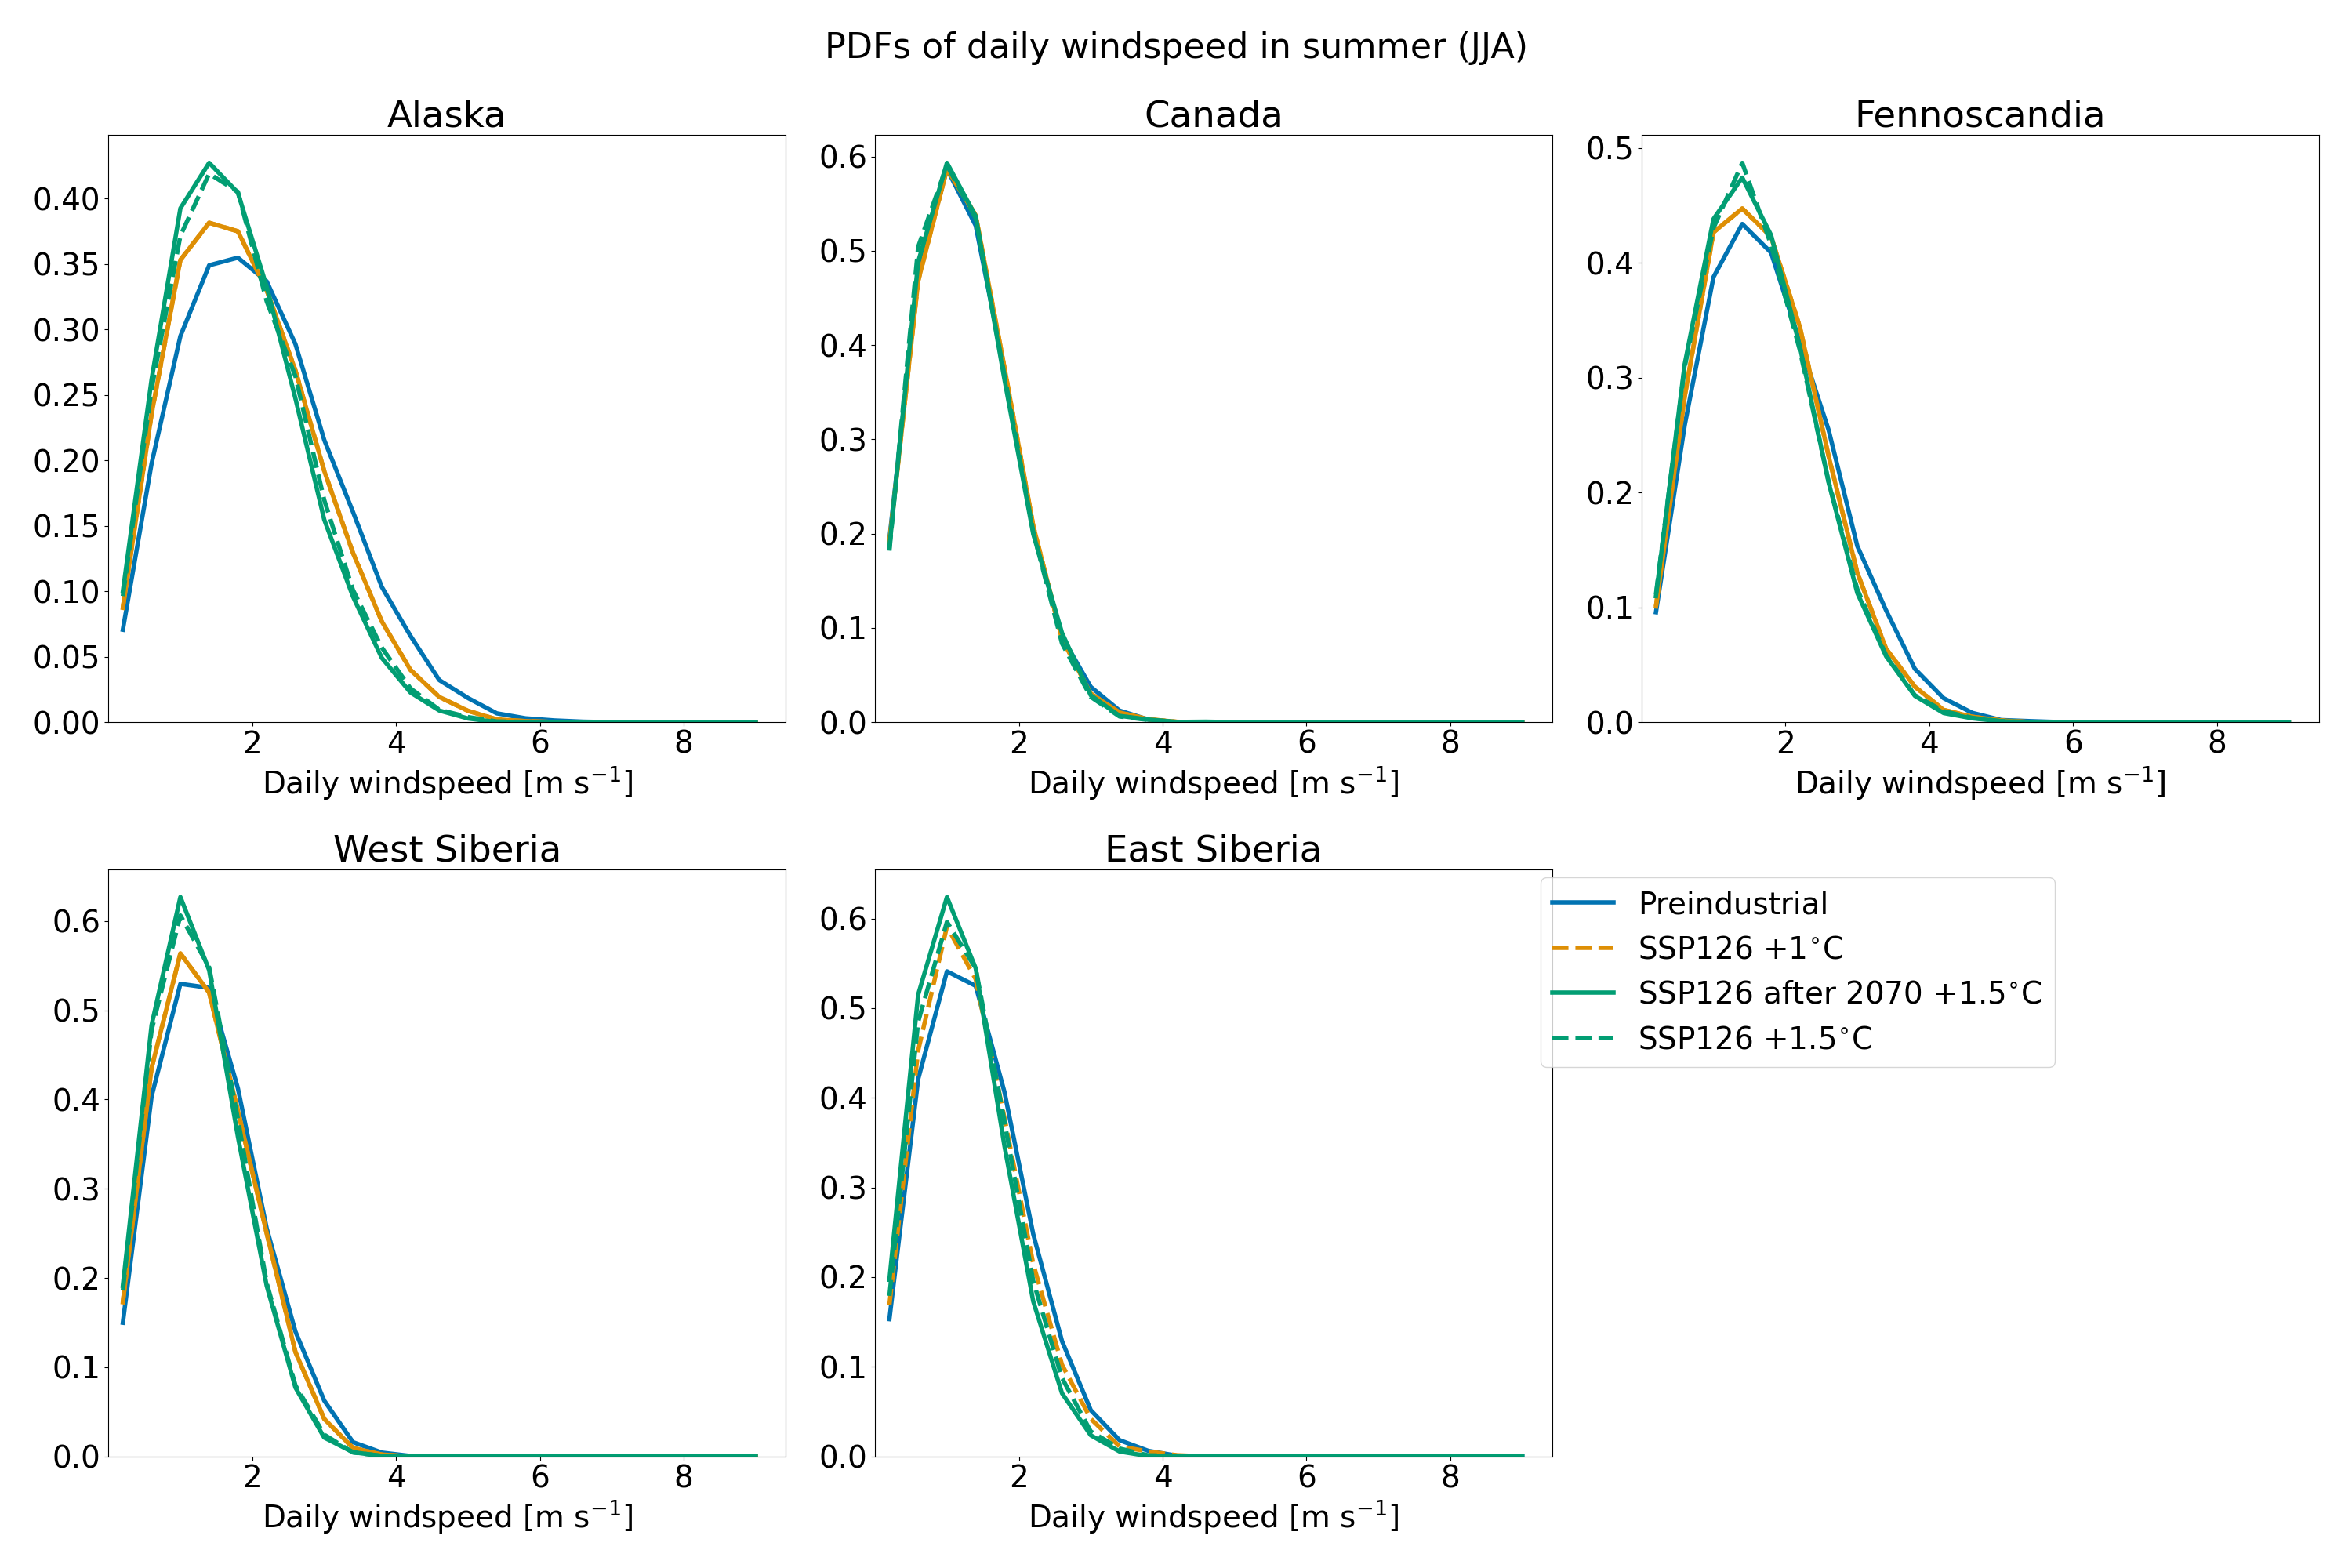 PDFs of daily windspeed in summer (JJA)
Alaska
0.40
0.35
0.30
0.25
0.20
0.15
0.10
0.05
0.00
2 4 6 8
Daily windspeed [m s⁻¹]
Canada
0.6
0.5
0.4
0.3
0.2
0.1
0.0
2 4 6 8
Daily windspeed [m s⁻¹]
Fennoscandia
0.5
0.4
0.3
0.2
0.1
0.0
2 4 6 8
Daily windspeed [m s⁻¹]
West Siberia
0.6
0.5
0.4
0.3
0.2
0.1
0.0
2 4 6 8
Daily windspeed [m s⁻¹]
East Siberia
0.6
0.5
0.4
0.3
0.2
0.1
0.0
2 4 6 8
Daily windspeed [m s⁻¹]
Preindustrial
SSP126 +1°C
SSP126 after 2070 +1.5°C
SSP126 +1.5°C